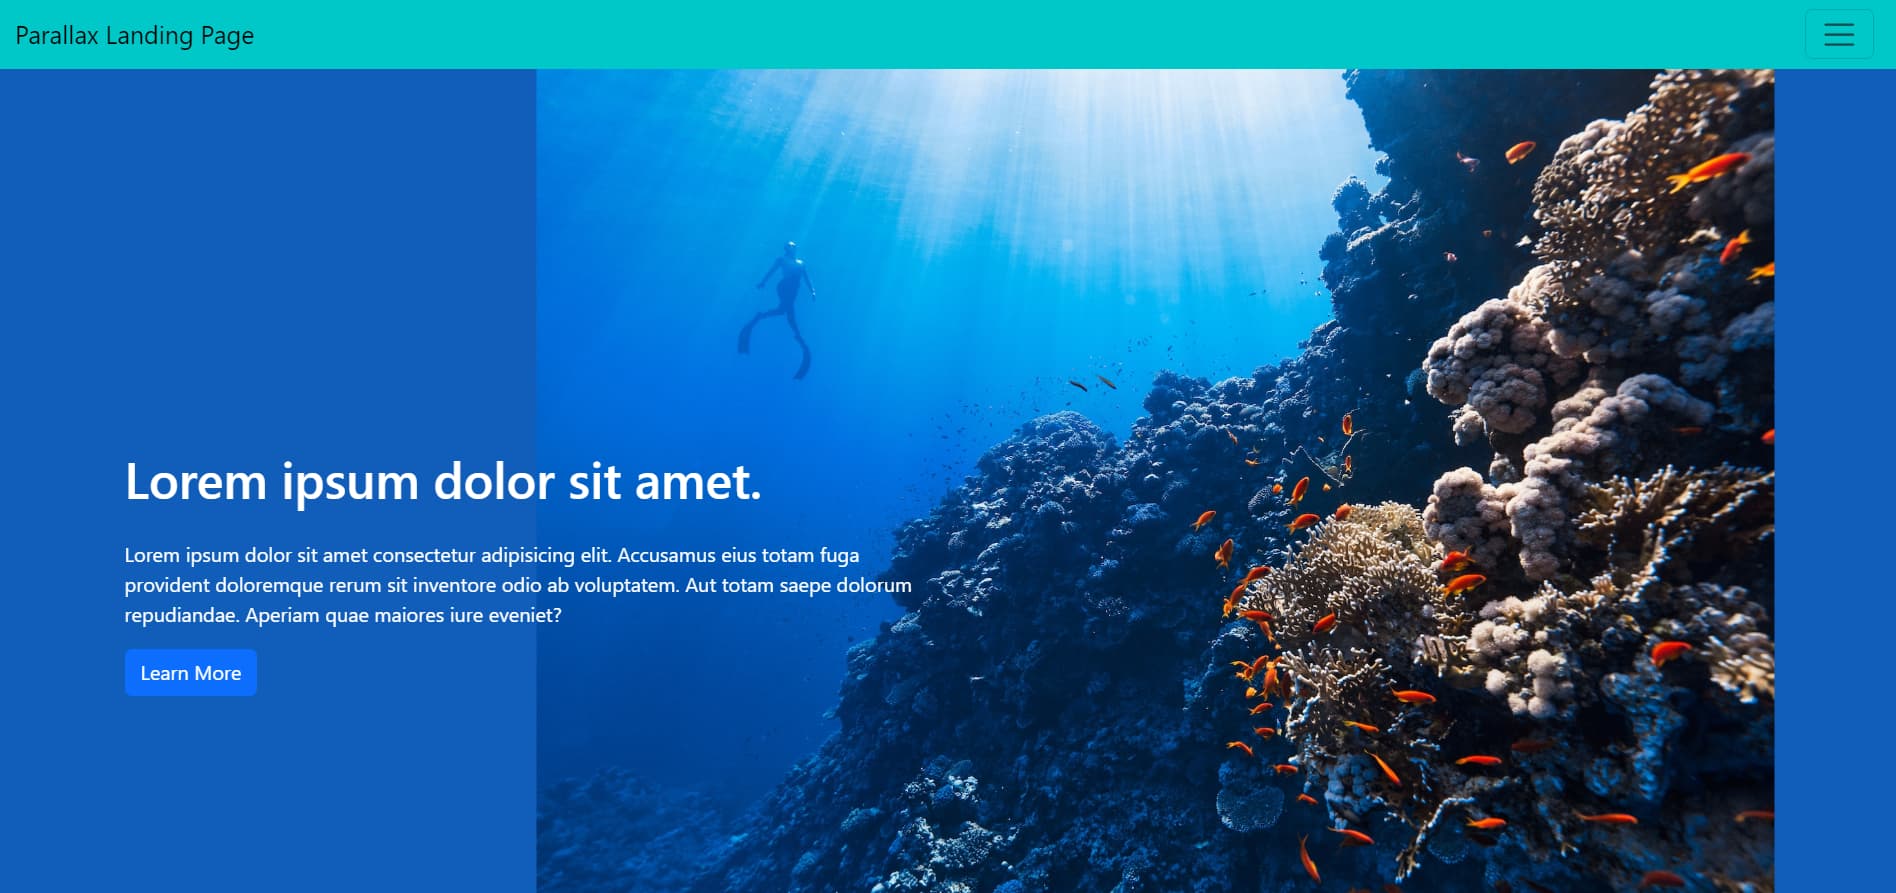 Parallax Landing Page
Lorem ipsum dolor sit amet.
Lorem ipsum dolor sit amet consectetur adipisicing elit. Accusamus eius totam fuga
provident doloremque rerum sit inventore odio ab voluptatem. Aut totam saepe dolorum
repudiandae. Aperiam quae maiores iure eveniet?
Learn More